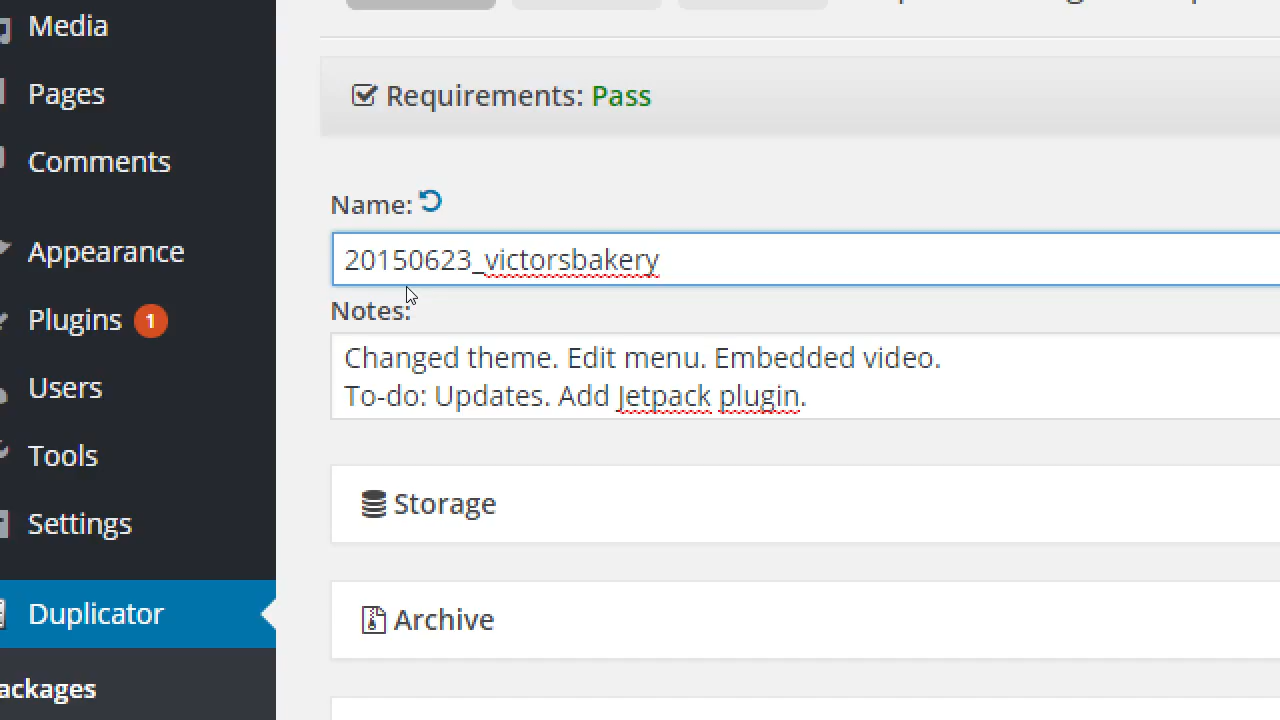 Media
Pages
Comments
Appearance
Plugins 1
Users
Tools
Settings
Duplicator
ackages
Requirements: Pass
Name:
20150623_victorsbakery
Notes:
Changed theme. Edit menu. Embedded video.
To-do: Updates. Add Jetpack plugin.
Storage
Archive